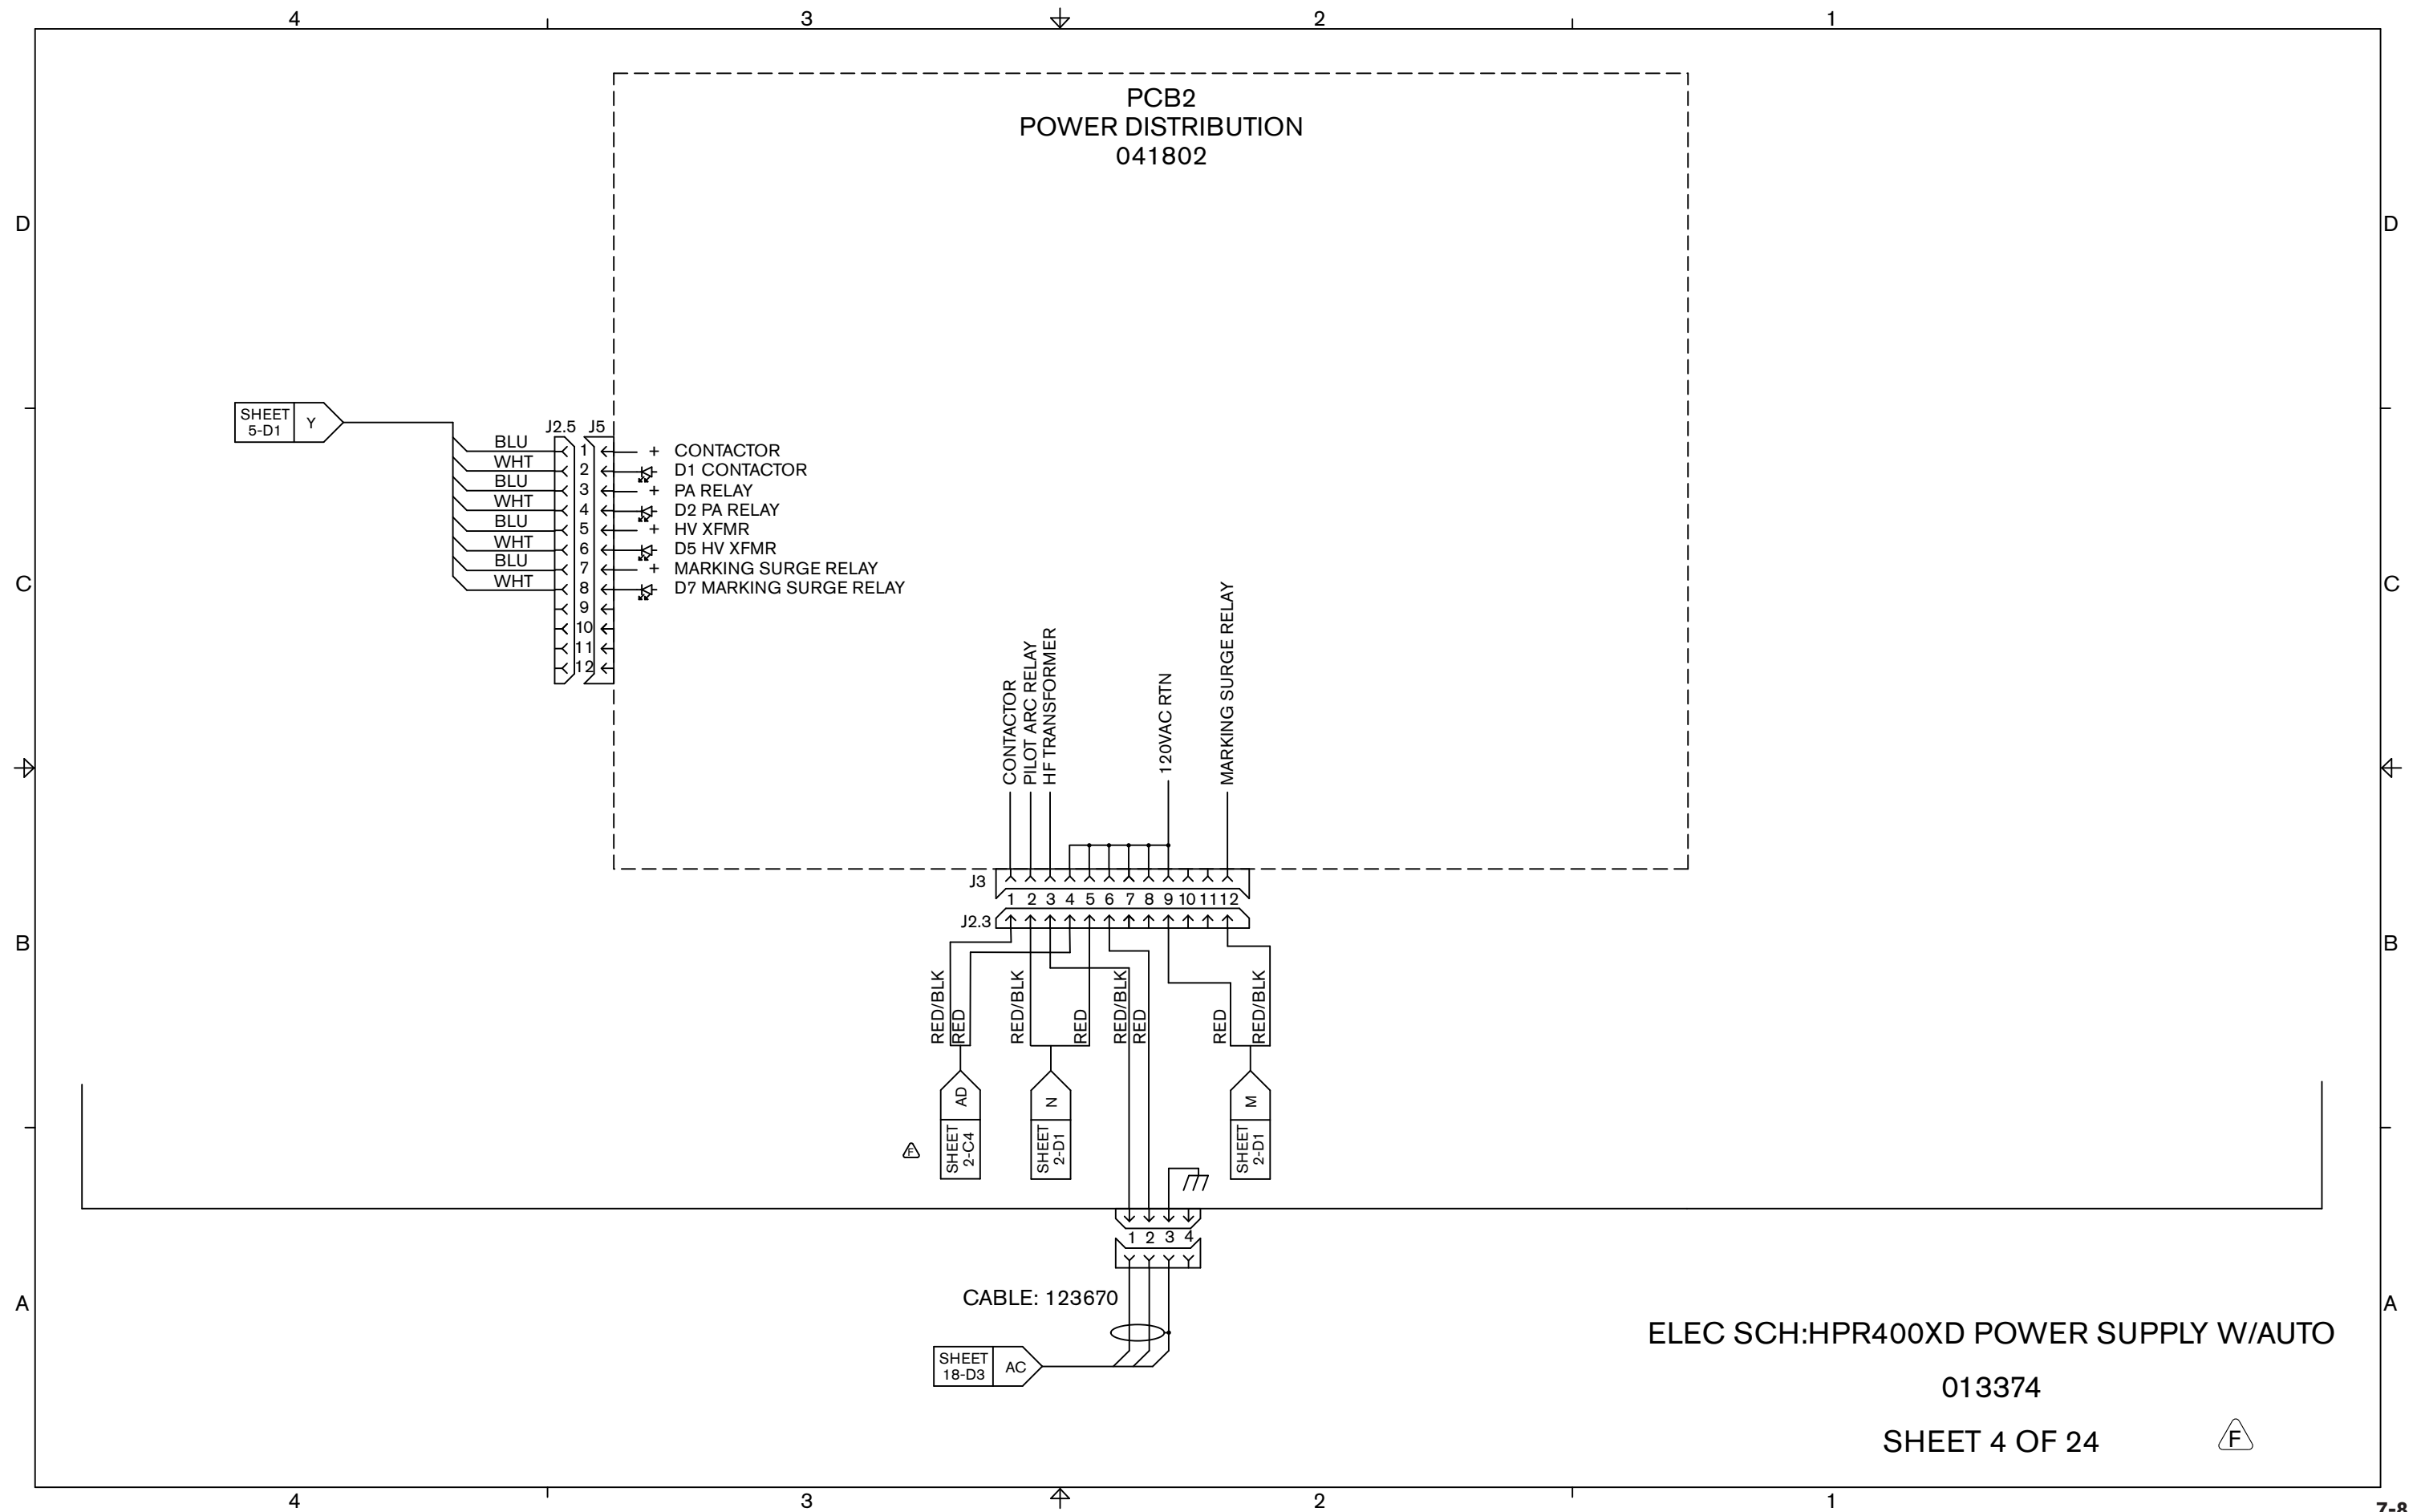 4 3 2 1
PCB2
POWER DISTRIBUTION
041802
D D
SHEET
5-D1
Y
J2.5 J5
BLU 1 + CONTACTOR
WHT 2 D1 CONTACTOR
BLU 3 + PA RELAY
WHT 4 D2 PA RELAY
BLU 5 + HV XFMR
WHT 6 D5 HV XFMR
BLU 7 + MARKING SURGE RELAY
WHT 8 D7 MARKING SURGE RELAY
9
10
11
12
C C
CONTACTOR
PILOT ARC RELAY
HF TRANSFORMER
120VAC RTN
MARKING SURGE RELAY
J3
1 2 3 4 5 6 7 8 9 10 11 12
J2.3
B B
RED/BLK
RED
RED/BLK
RED
RED/BLK
RED
RED
RED/BLK
AD
SHEET
2-C4
N
SHEET
2-D1
M
SHEET
2-D1
F
1 2 3 4
CABLE: 123670
A A
SHEET
18-D3
AC
ELEC SCH:HPR400XD POWER SUPPLY W/AUTO
013374
SHEET 4 OF 24
F
4 3 2 1
7-8